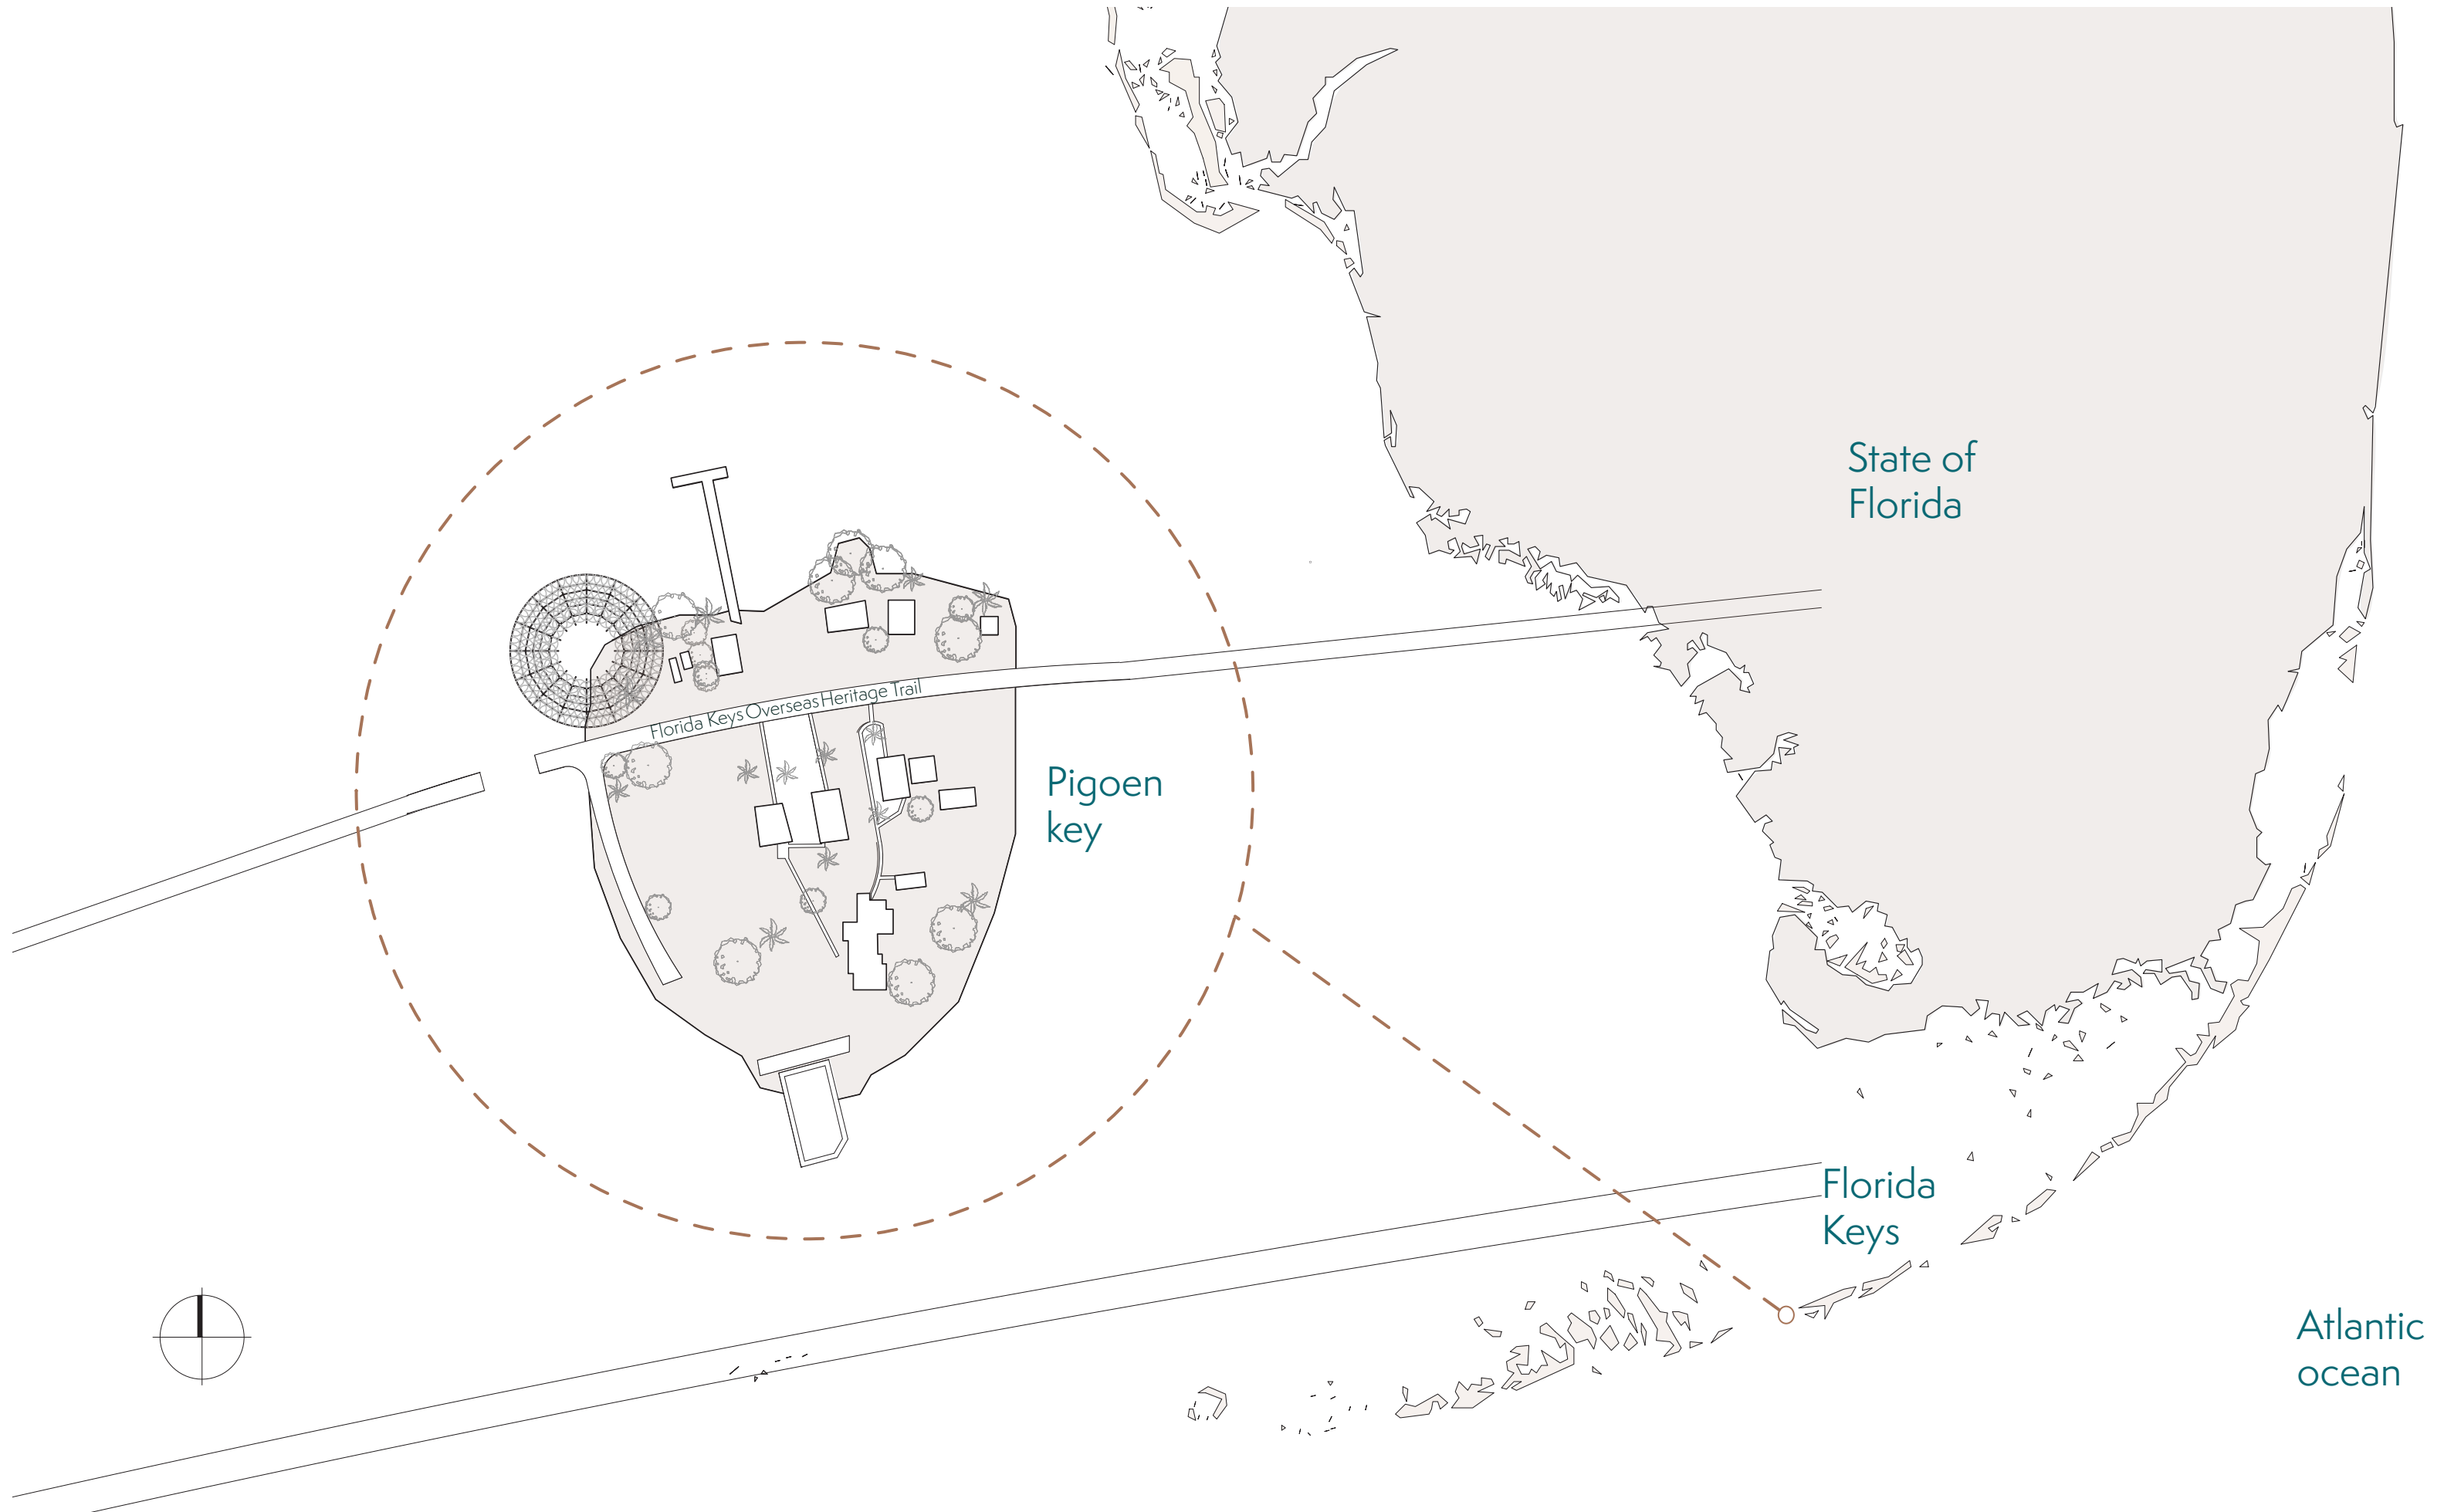 State of
Florida
Florida Keys Overseas Heritage Trail
Pigoen
key
Florida
Keys
Atlantic
ocean